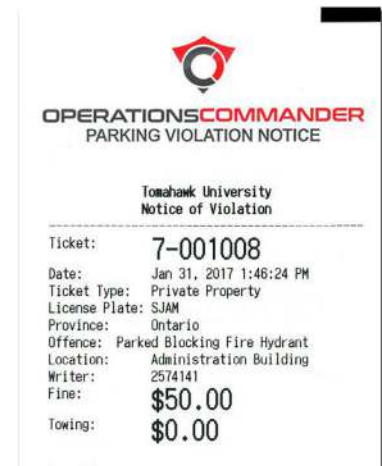 OPERATIONSCOMMANDER
PARKING VIOLATION NOTICE
Tomahawk University
Notice of Violation
Ticket: 7-001008
Date: Jan 31, 2017 1:46:24 PM
Ticket Type: Private Property
License Plate: SJAM
Province: Ontario
Offence: Parked Blocking Fire Hydrant
Location: Administration Building
Writer: 2574141
Fine: $50.00
Towing: $0.00